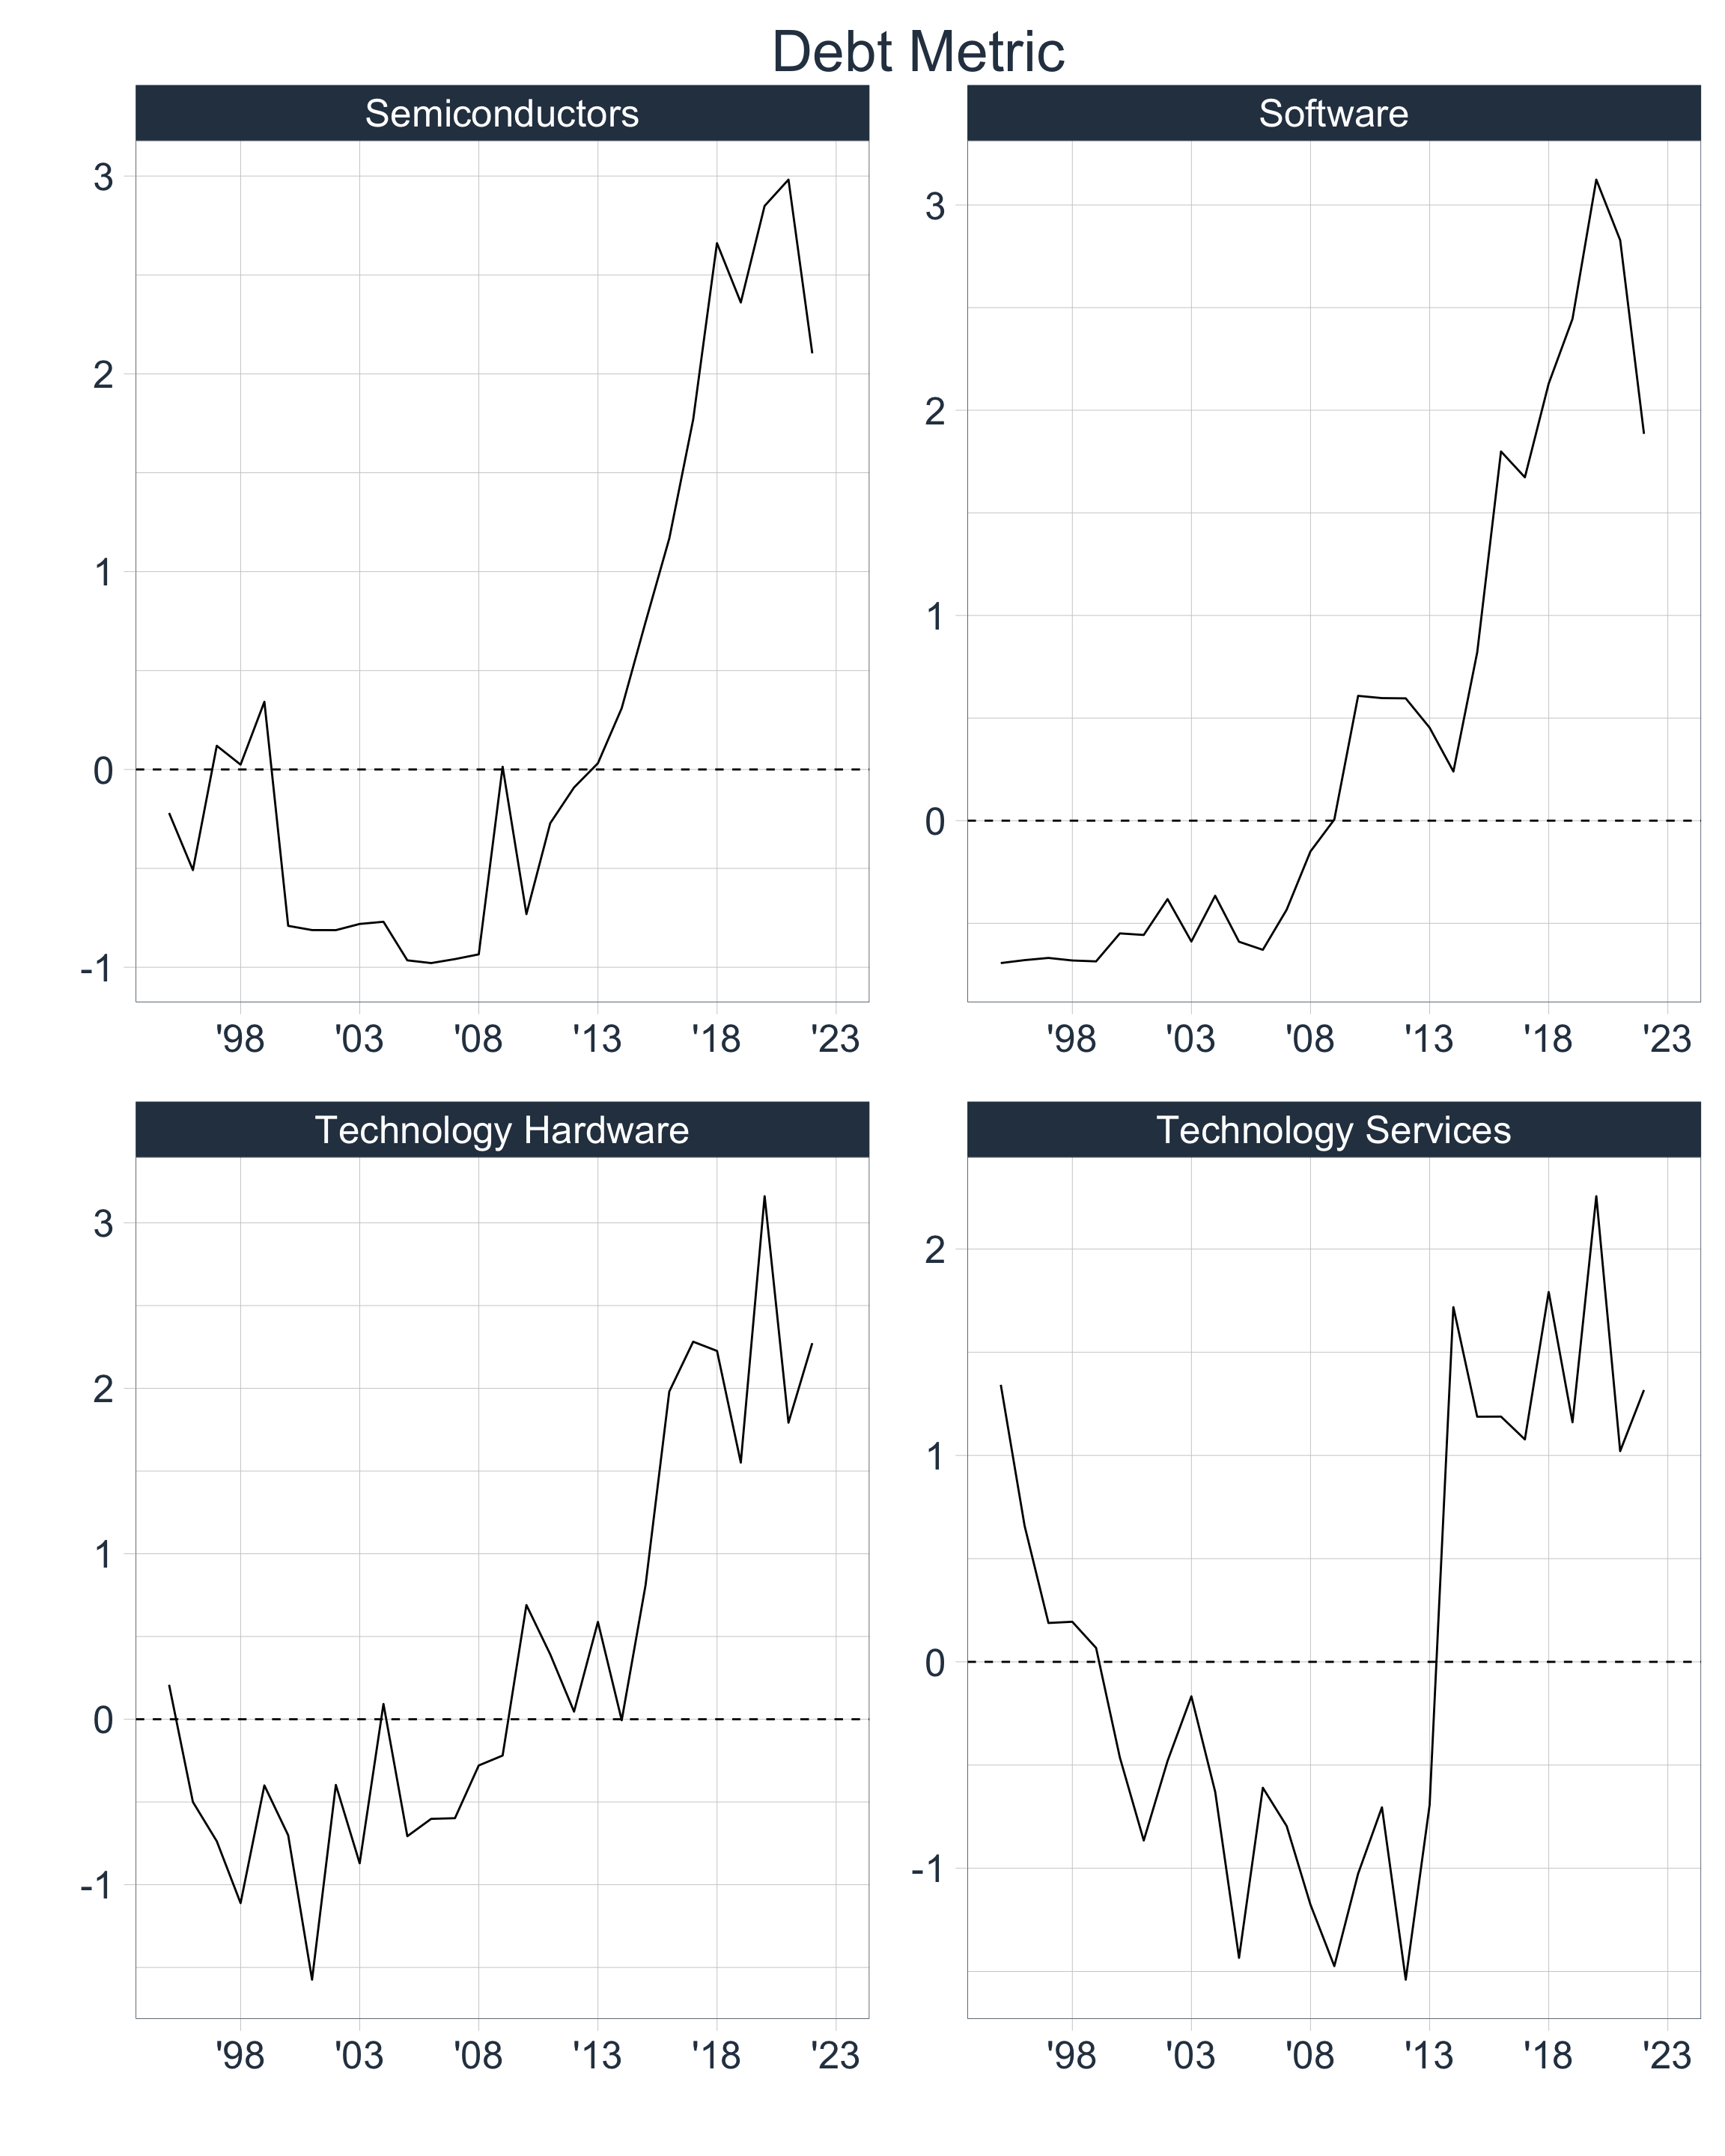 Debt Metric
Semiconductors
Software
3
2
1
0
-1
3
2
1
0
'98 '03 '08 '13 '18 '23
'98 '03 '08 '13 '18 '23
Technology Hardware
Technology Services
3
2
1
0
-1
2
1
0
-1
'98 '03 '08 '13 '18 '23
'98 '03 '08 '13 '18 '23